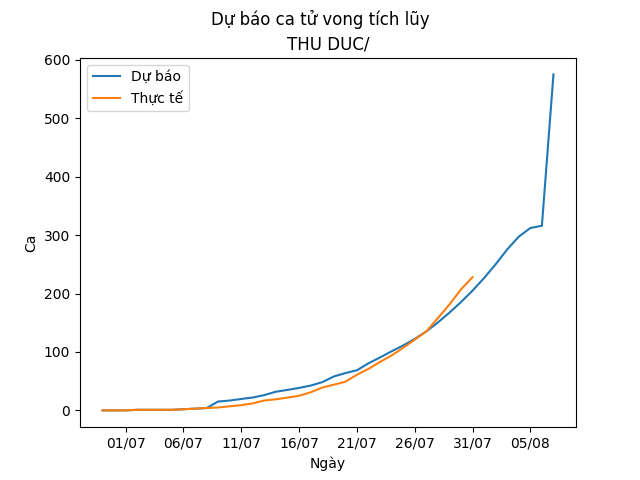 Dự báo ca tử vong tích lũy
THU DUC/
600
500
400
300
200
100
0
Ca
Dự báo
Thực tế
01/07 06/07 11/07 16/07 21/07 26/07 31/07 05/08
Ngày